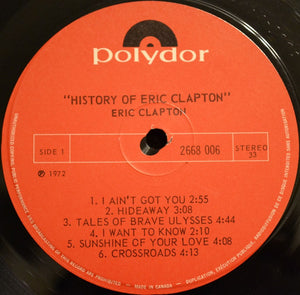 polydor
"HISTORY OF ERIC CLAPTON"
ERIC CLAPTON
SIDE 1
2668 006
STEREO
33
℗ 1972
1. I AIN'T GOT YOU 2:55
2. HIDEAWAY 3:08
3. TALES OF BRAVE ULYSSES 4:44
4. I WANT TO KNOW 2:10
5. SUNSHINE OF YOUR LOVE 4:08
6. CROSSROADS 4:13
MADE IN CANADA